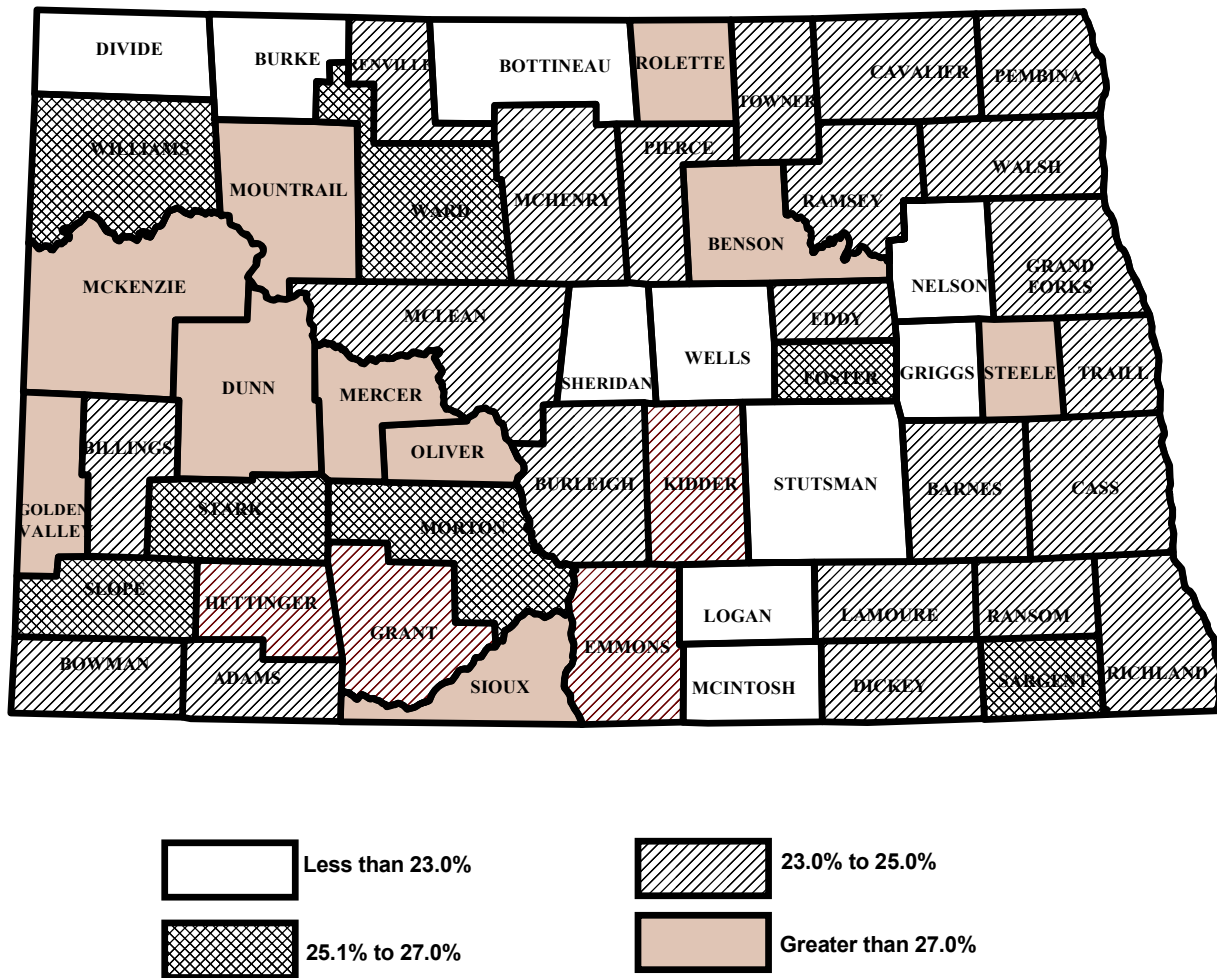 DIVIDE
BURKE
RENVILLE
BOTTINEAU
ROLETTE
TOWNER
CAVALIER
PEMBINA
WILLIAMS
MOUNTRAIL
WARD
MCHENRY
PIERCE
BENSON
RAMSEY
WALSH
MCKENZIE
MCLEAN
SHERIDAN
WELLS
EDDY
FOSTER
NELSON
GRAND
FORKS
DUNN
MERCER
OLIVER
GRIGGS
STEELE
TRAILL
GOLDEN
VALLEY
BILLINGS
STARK
MORTON
BURLEIGH
KIDDER
STUTSMAN
BARNES
CASS
SLOPE
HETTINGER
GRANT
EMMONS
LOGAN
LAMOURE
RANSOM
BOWMAN
ADAMS
SIOUX
MCINTOSH
DICKEY
SARGENT
RICHLAND
Less than 23.0%
23.0% to 25.0%
25.1% to 27.0%
Greater than 27.0%